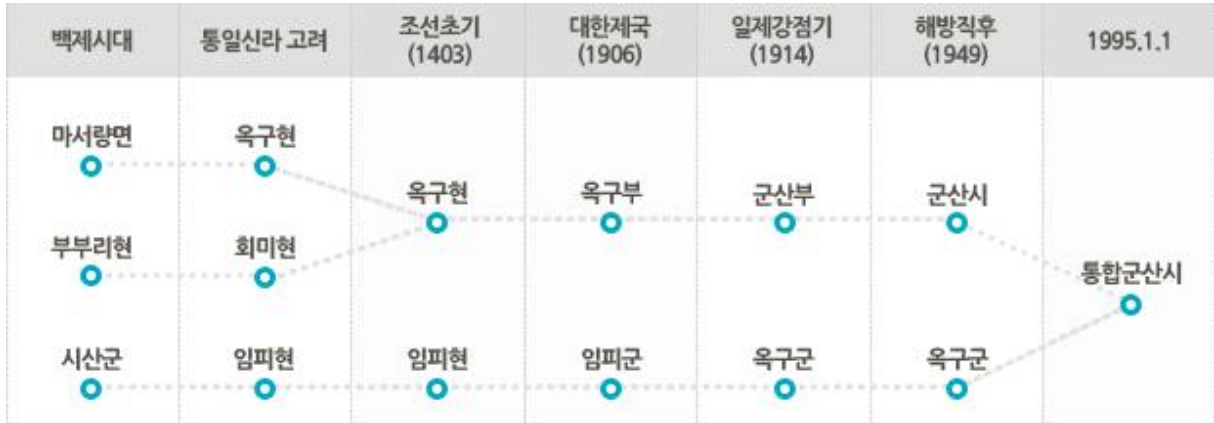 백제시대
통일신라 고려
조선초기
(1403)
대한제국
(1906)
일제강점기
(1914)
해방직후
(1949)
1995.1.1
마서량면
옥구현
옥구현
옥구부
군산부
군산시
부부리현
회미현
통합군산시
시산군
임피현
임피현
임피군
옥구군
옥구군